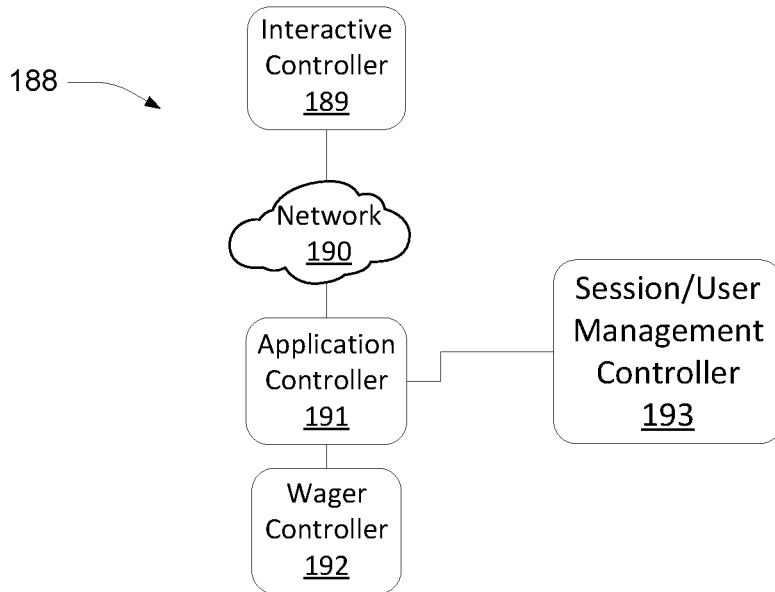 Interactive
Controller
189
188
Network
190
Session/User
Management
Controller
193
Application
Controller
191
Wager
Controller
192